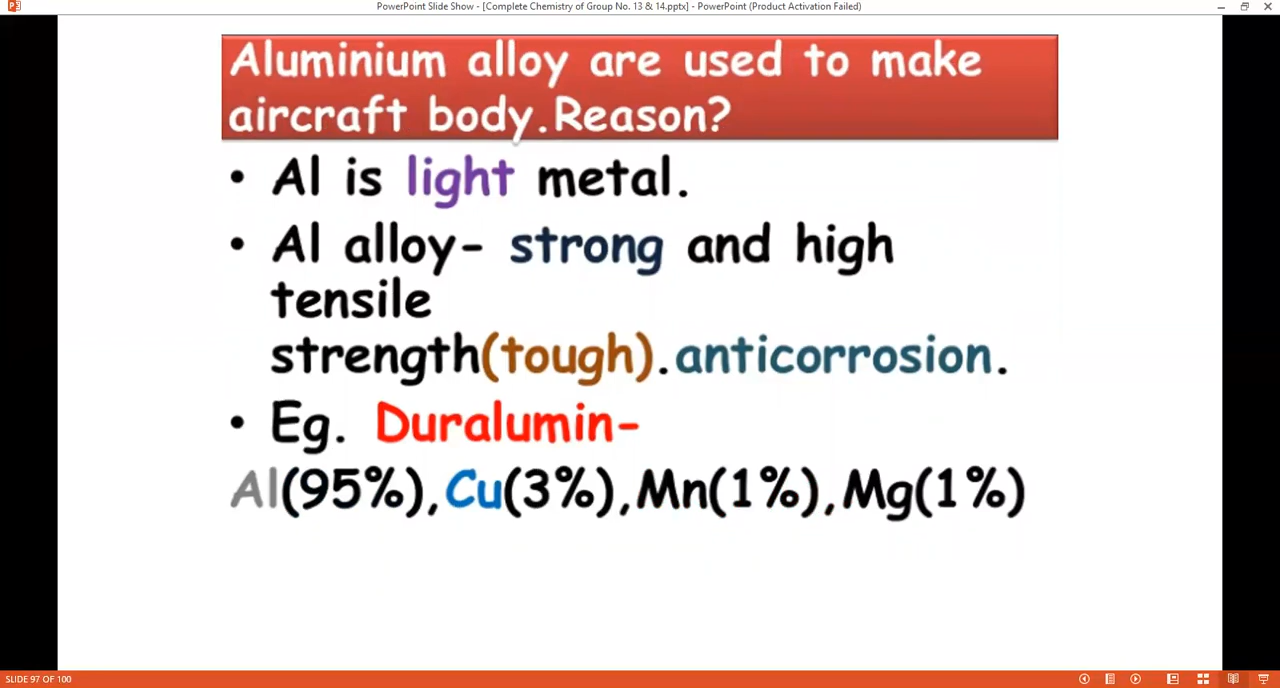 PowerPoint Slide Show - [Complete Chemistry of Group No. 13 & 14.pptx] - PowerPoint (Product Activation Failed)
Aluminium alloy are used to make
aircraft body.Reason?
• Al is light metal.
• Al alloy- strong and high
tensile
strength(tough).anticorrosion.
• Eg. Duralumin-
Al(95%),Cu(3%),Mn(1%),Mg(1%)
SLIDE 97 OF 100